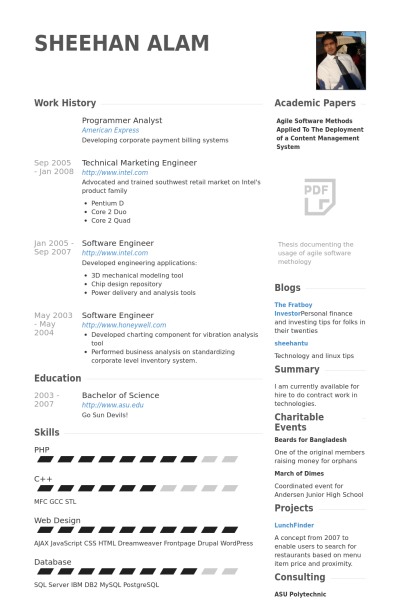 SHEEHAN ALAM
Work History
Programmer Analyst
American Express
Developing corporate payment billing systems
Sep 2005
- Jan 2008
Technical Marketing Engineer
http://www.intel.com
Advocated and trained southwest retail market on Intel's
product family
Pentium D
Core 2 Duo
Core 2 Quad
Jan 2005 -
Sep 2007
Software Engineer
http://www.intel.com
Developed engineering applications:
3D mechanical modeling tool
Chip design repository
Power delivery and analysis tools
May 2003
- May
2004
Software Engineer
http://www.honeywell.com
Developed charting component for vibration analysis
tool
Performed business analysis on standardizing
corporate level inventory system.
Education
2003 -
2007
Bachelor of Science
http://www.asu.edu
Go Sun Devils!
Skills
PHP
C++
MFC GCC STL
Web Design
AJAX JavaScript CSS HTML Dreamweaver Frontpage Drupal WordPress
Database
SQL Server IBM DB2 MySQL PostgreSQL
Academic Papers
Agile Software Methods
Applied To The Deployment
of a Content Management
System
PDF
Thesis documenting the
usage of agile software
methology
Blogs
The Fratboy
InvestorPersonal finance
and investing tips for folks in
their twenties
sheehantu
Technology and linux tips
Summary
I am currently available for
hire to do contract work in
technologies.
Charitable
Events
Beards for Bangladesh
One of the original members
raising money for orphans
March of Dimes
Coordinated event for
Andersen Junior High School
Projects
LunchFinder
A concept from 2007 to
enable users to search for
restaurants based on menu
item price and proximity.
Consulting
ASU Polytechnic